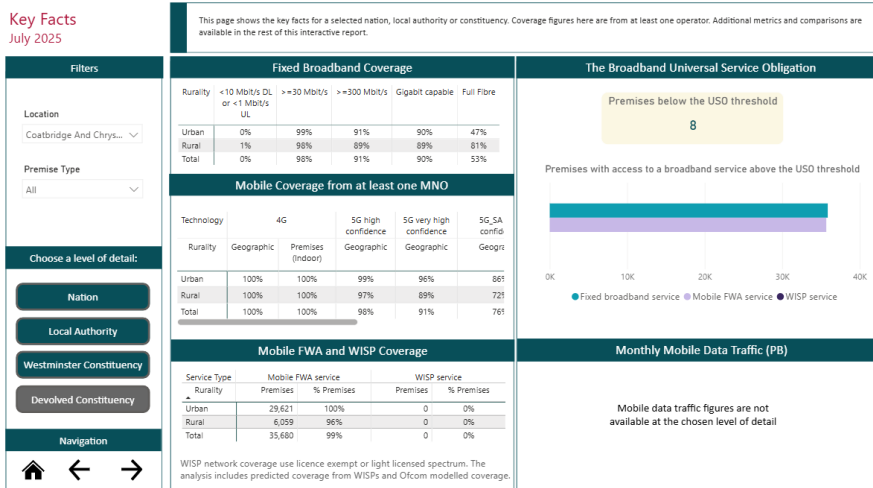 Key Facts
July 2025
This page shows the key facts for a selected nation, local authority or constituency. Coverage figures here are from at least one operator. Additional metrics and comparisons are
available in the rest of this interactive report.
Filters
Location
Coatbridge And Chrys...
Premise Type
All
Choose a level of detail:
Nation
Local Authority
Westminster Constituency
Devolved Constituency
Navigation
Fixed Broadband Coverage
Rurality <10 Mbit/s DL >=30 Mbit/s >=300 Mbit/s Gigabit capable Full Fibre
or <1 Mbit/s
UL
Urban 0% 99% 91% 90% 47%
Rural 1% 98% 89% 89% 81%
Total 0% 98% 91% 90% 53%
Mobile Coverage from at least one MNO
Technology 4G 5G high 5G very high 5G_SA
confidence confidence confid
Rurality Geographic Premises Geographic Geographic Geogra
(Indoor)
Urban 100% 100% 99% 96% 86%
Rural 100% 100% 97% 89% 72%
Total 100% 100% 98% 91% 76%
Mobile FWA and WISP Coverage
Service Type Mobile FWA service WISP service
Rurality Premises % Premises Premises % Premises
Urban 29,621 100% 0 0%
Rural 6,059 96% 0 0%
Total 35,680 99% 0 0%
WISP network coverage use licence exempt or light licensed spectrum. The
analysis includes predicted coverage from WISPs and Ofcom modelled coverage.
The Broadband Universal Service Obligation
Premises below the USO threshold
8
Premises with access to a broadband service above the USO threshold
0K 10K 20K 30K 40K
Fixed broadband service Mobile FWA service WISP service
Monthly Mobile Data Traffic (PB)
Mobile data traffic figures are not
available at the chosen level of detail